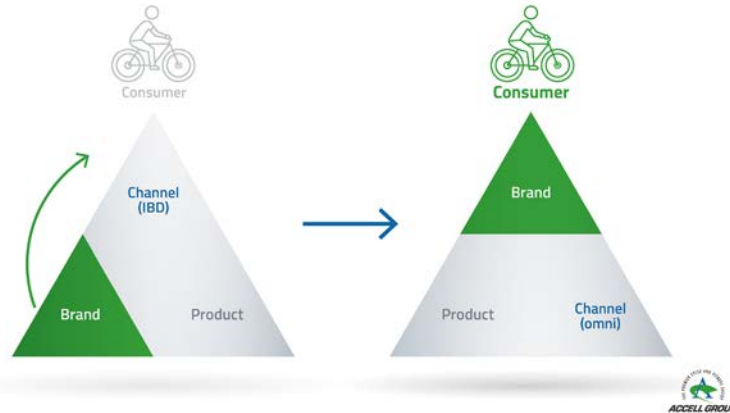 Consumer
Channel
(IBD)
Brand
Product
Consumer
Brand
Product
Channel
(omni)
ACCELL GROUP